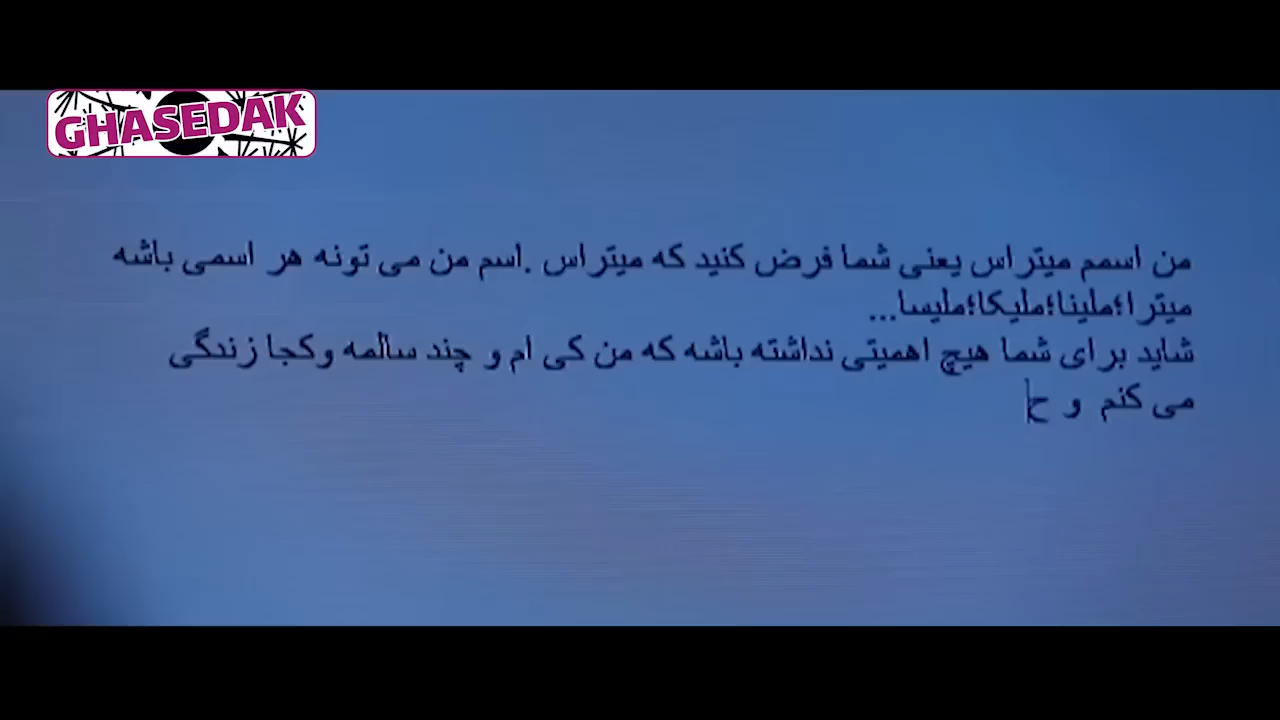 GHASEDAK
من اسمم میتراس یعنی شما فرض کنید که میتراس .اسم من می تونه هر اسمی باشه
میترا؛ملینا؛ملیکا؛ملیسا...
شاید برای شما هیچ اهمیتی نداشته باشه که من کی ام و چند سالمه وکجا زندگی
می کنم و ح